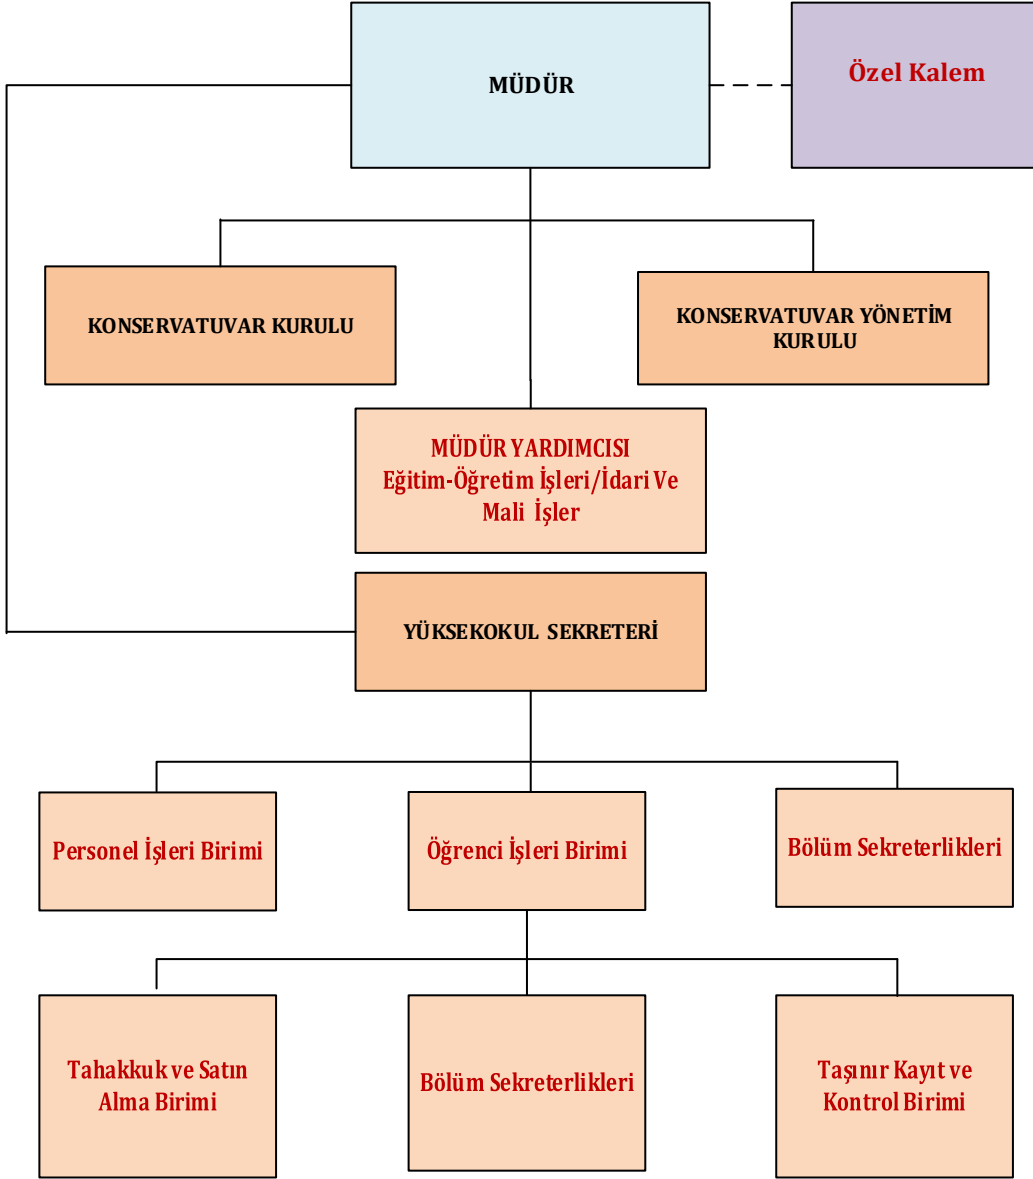 MÜDÜR
Özel Kalem
KONSERVATUVAR KURULU
KONSERVATUVAR YÖNETİM
KURULU
MÜDÜR YARDIMCISI
Eğitim-Öğretim İşleri/İdari Ve
Mali İşler
YÜKSEKOKUL SEKRETERİ
Personel İşleri Birimi
Öğrenci İşleri Birimi
Bölüm Sekreterlikleri
Tahakkuk ve Satın
Alma Birimi
Bölüm Sekreterlikleri
Taşınır Kayıt ve
Kontrol Birimi